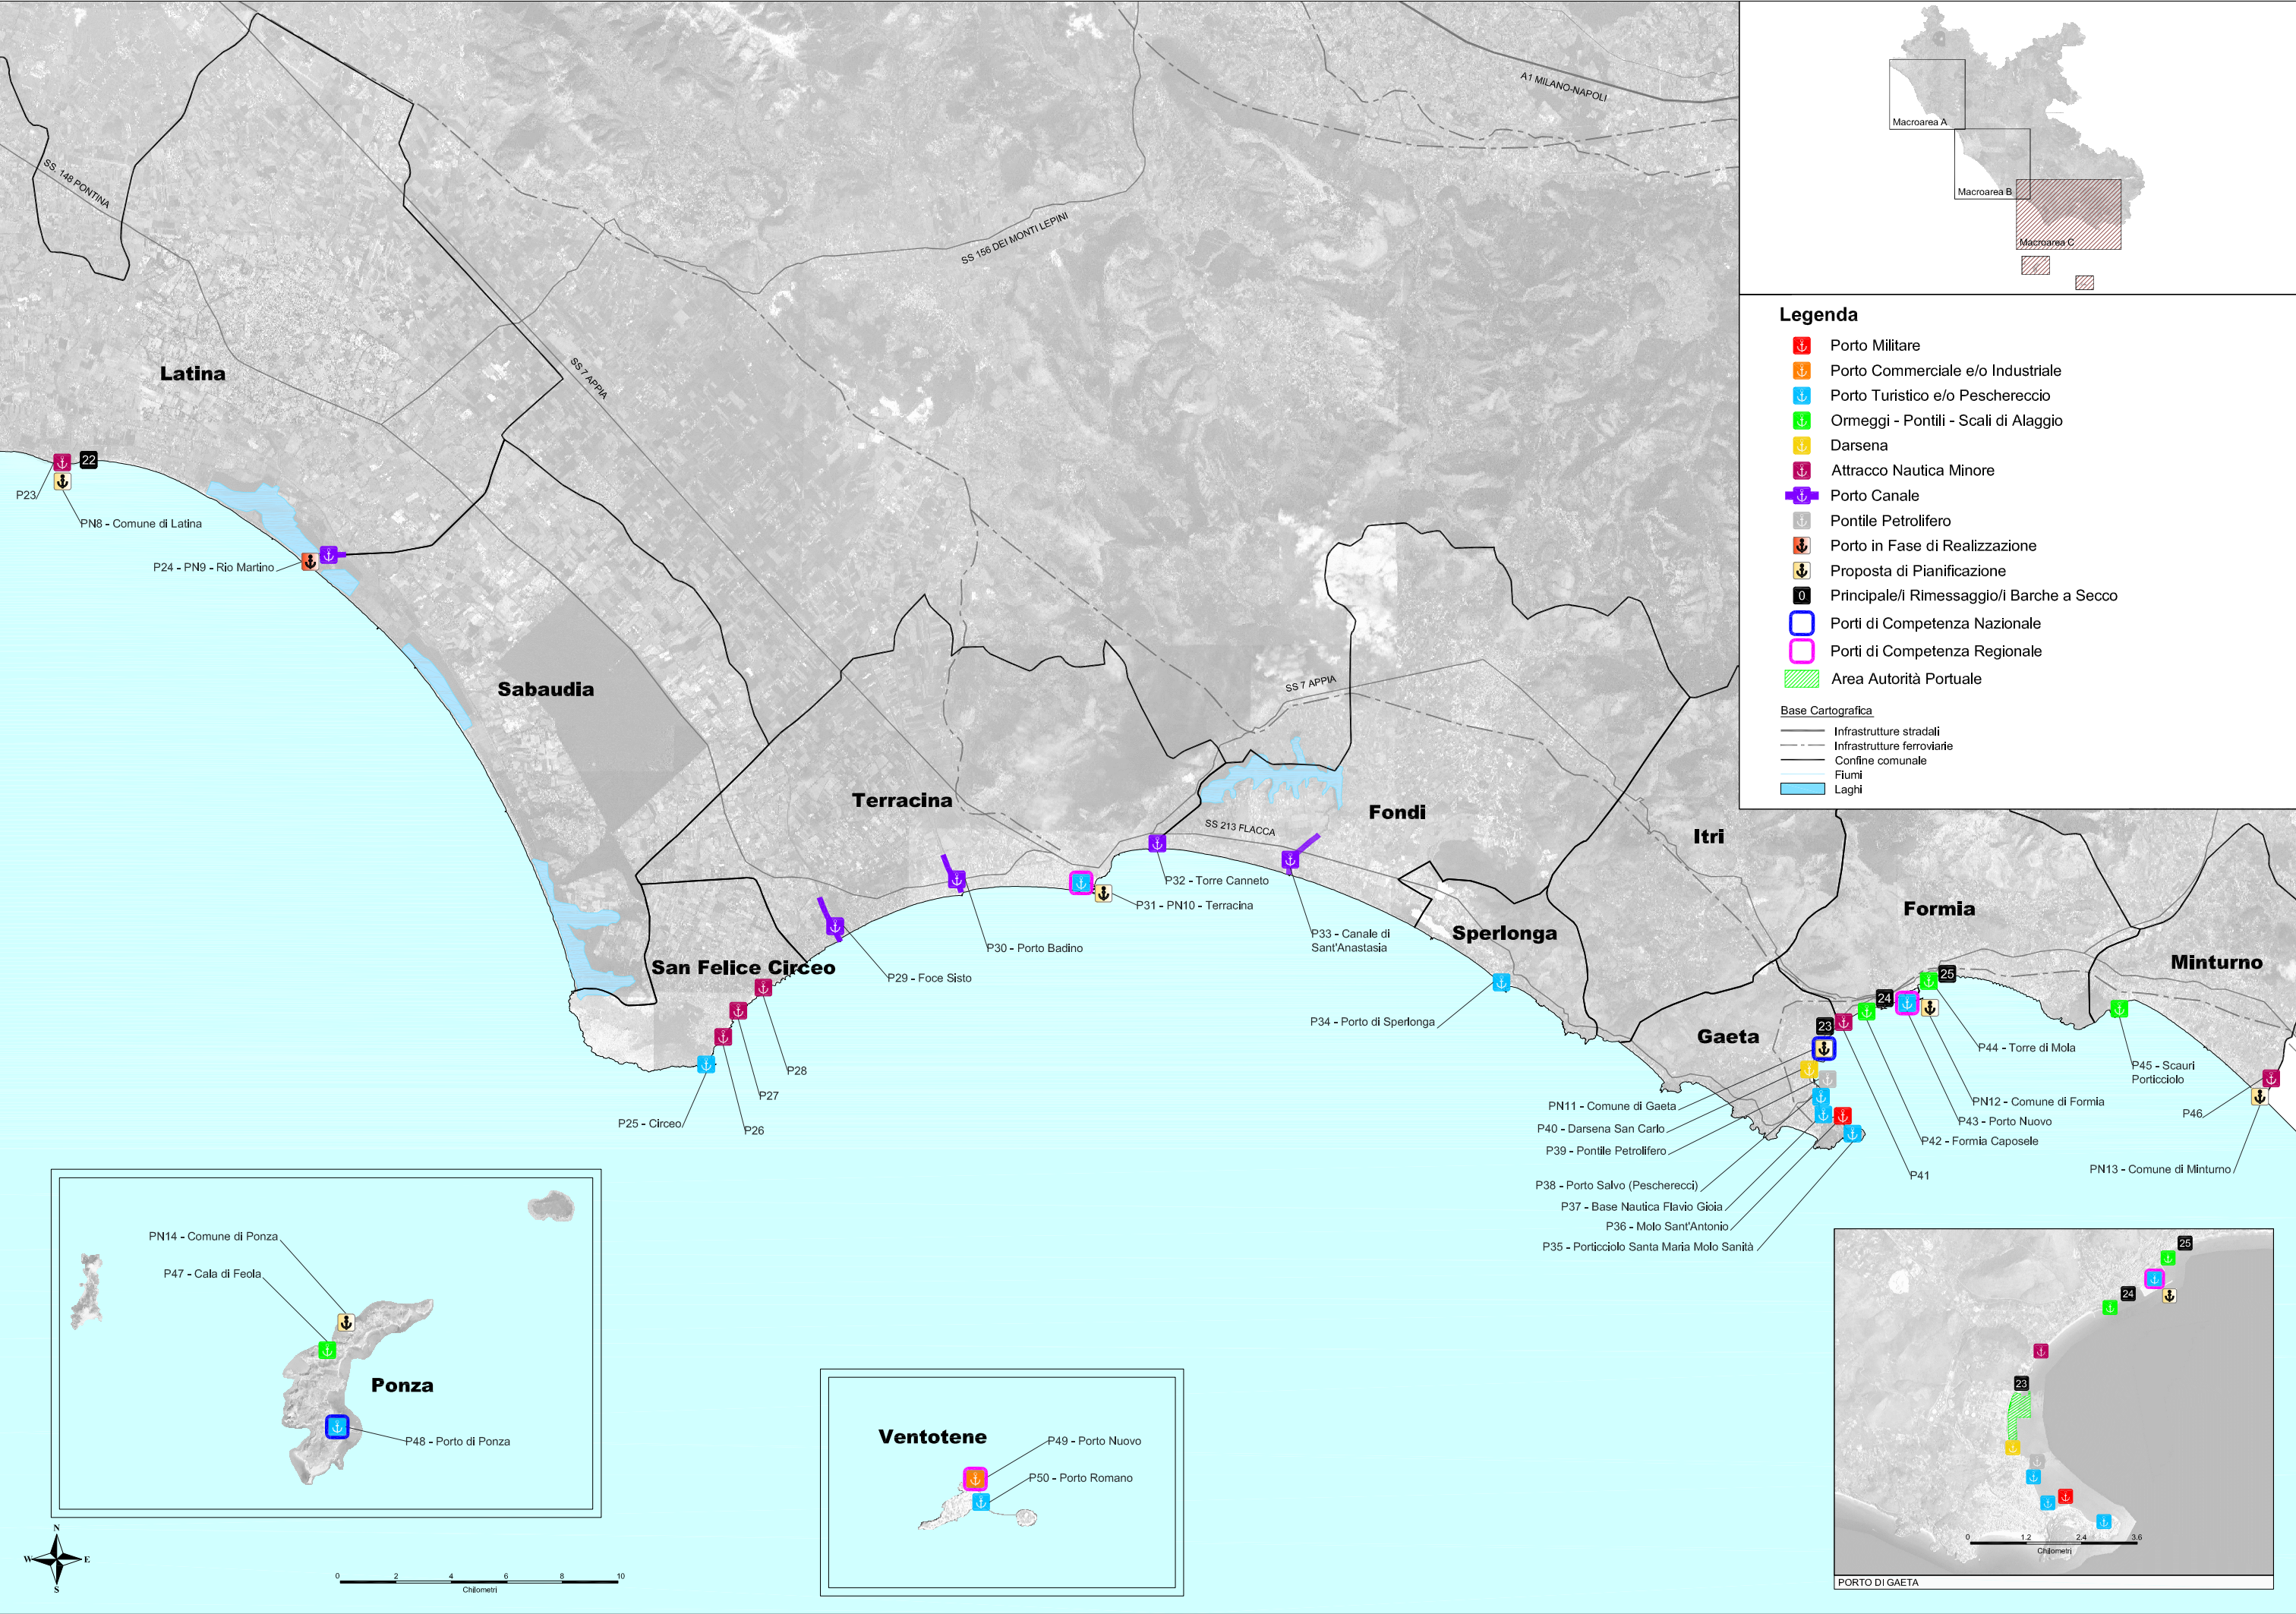 A1 MILANO-NAPOLI
SS. 148 PONTINA
SS 156 DEI MONTI LEPINI
SS 7 APPIA
Latina
22
P23
PN8 - Comune di Latina
P24 - PN9 - Rio Martino
Sabaudia
SS 7 APPIA
Terracina
SS 213 FLACCA
Fondi
Itri
P32 - Torre Canneto
P31 - PN10 - Terracina
P30 - Porto Badino
P33 - Canale di
Sant'Anastasia
Sperlonga
Formia
Minturno
San Felice Circeo
P29 - Foce Sisto
25
24
23
P34 - Porto di Sperlonga
Gaeta
P44 - Torre di Mola
P45 - Scauri
Porticciolo
P28
P27
P26
P25 - Circeo
PN11 - Comune di Gaeta
P40 - Darsena San Carlo
P39 - Pontile Petrolifero
P38 - Porto Salvo (Pescherecci)
P37 - Base Nautica Flavio Gioia
P36 - Molo Sant'Antonio
P35 - Porticciolo Santa Maria Molo Sanità
PN12 - Comune di Formia
P43 - Porto Nuovo
P42 - Formia Caposele
P41
P46
PN13 - Comune di Minturno
PN14 - Comune di Ponza
P47 - Cala di Feola
Ponza
P48 - Porto di Ponza
Ventotene
P49 - Porto Nuovo
P50 - Porto Romano
N
W
E
S
0 2 4 6 8 10
Chilometri
25
24
23
0 1.2 2.4 3.6
Chilometri
PORTO DI GAETA
Macroarea A
Macroarea B
Macroarea C
Legenda
Porto Militare
Porto Commerciale e/o Industriale
Porto Turistico e/o Peschereccio
Ormeggi - Pontili - Scali di Alaggio
Darsena
Attracco Nautica Minore
Porto Canale
Pontile Petrolifero
Porto in Fase di Realizzazione
Proposta di Pianificazione
0 Principale/i Rimessaggio/i Barche a Secco
Porti di Competenza Nazionale
Porti di Competenza Regionale
Area Autorità Portuale
Base Cartografica
Infrastrutture stradali
Infrastrutture ferroviarie
Confine comunale
Fiumi
Laghi